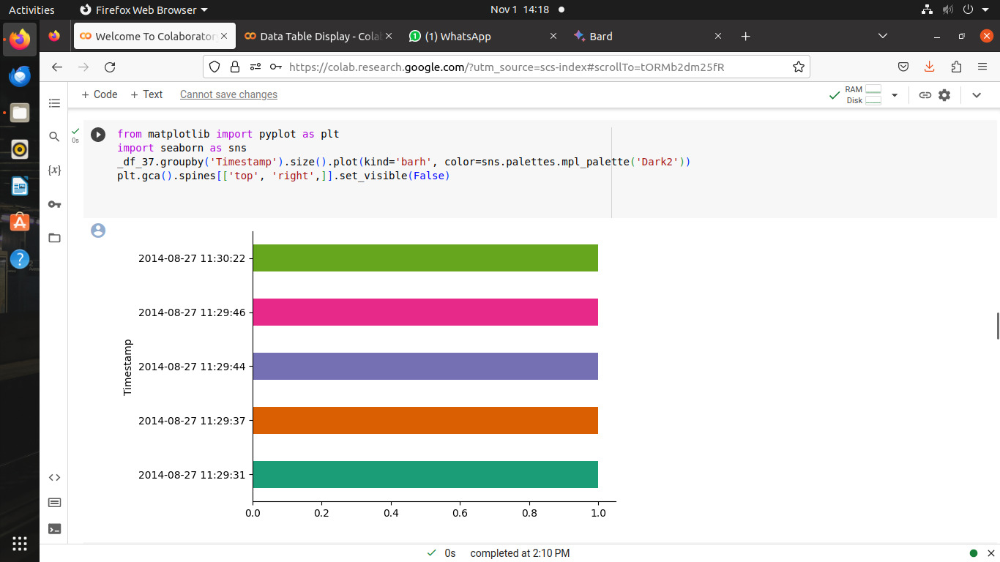 Activities
Firefox Web Browser
Nov 1 14:18
Welcome To Colaboratory
Data Table Display - Colab
(1) WhatsApp
Bard
https://colab.research.google.com/?utm_source=scs-index#scrollTo=tORMb2dm25fR
+ Code + Text Cannot save changes
RAM
Disk
0s
from matplotlib import pyplot as plt
import seaborn as sns
_df_37.groupby('Timestamp').size().plot(kind='barh', color=sns.palettes.mpl_palette('Dark2'))
plt.gca().spines[['top', 'right',]].set_visible(False)
{x}
2014-08-27 11:30:22
2014-08-27 11:29:46
2014-08-27 11:29:44
2014-08-27 11:29:37
2014-08-27 11:29:31
Timestamp
0.0 0.2 0.4 0.6 0.8 1.0
0s completed at 2:10 PM